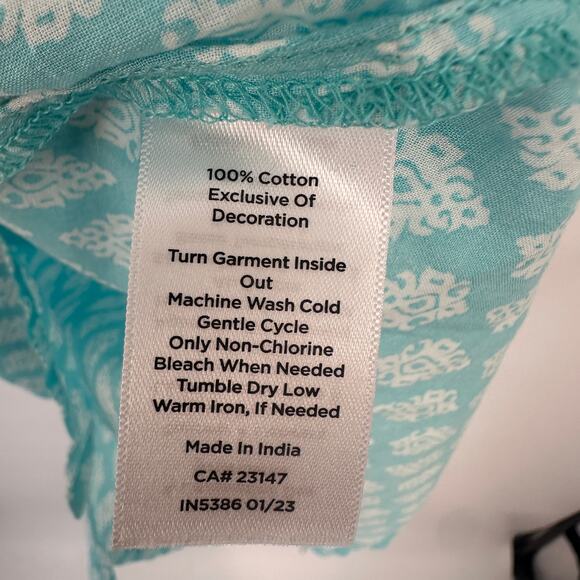 100% Cotton
Exclusive Of
Decoration
Turn Garment Inside
Out
Machine Wash Cold
Gentle Cycle
Only Non-Chlorine
Bleach When Needed
Tumble Dry Low
Warm Iron, If Needed
Made In India
CA# 23147
IN5386 01/23